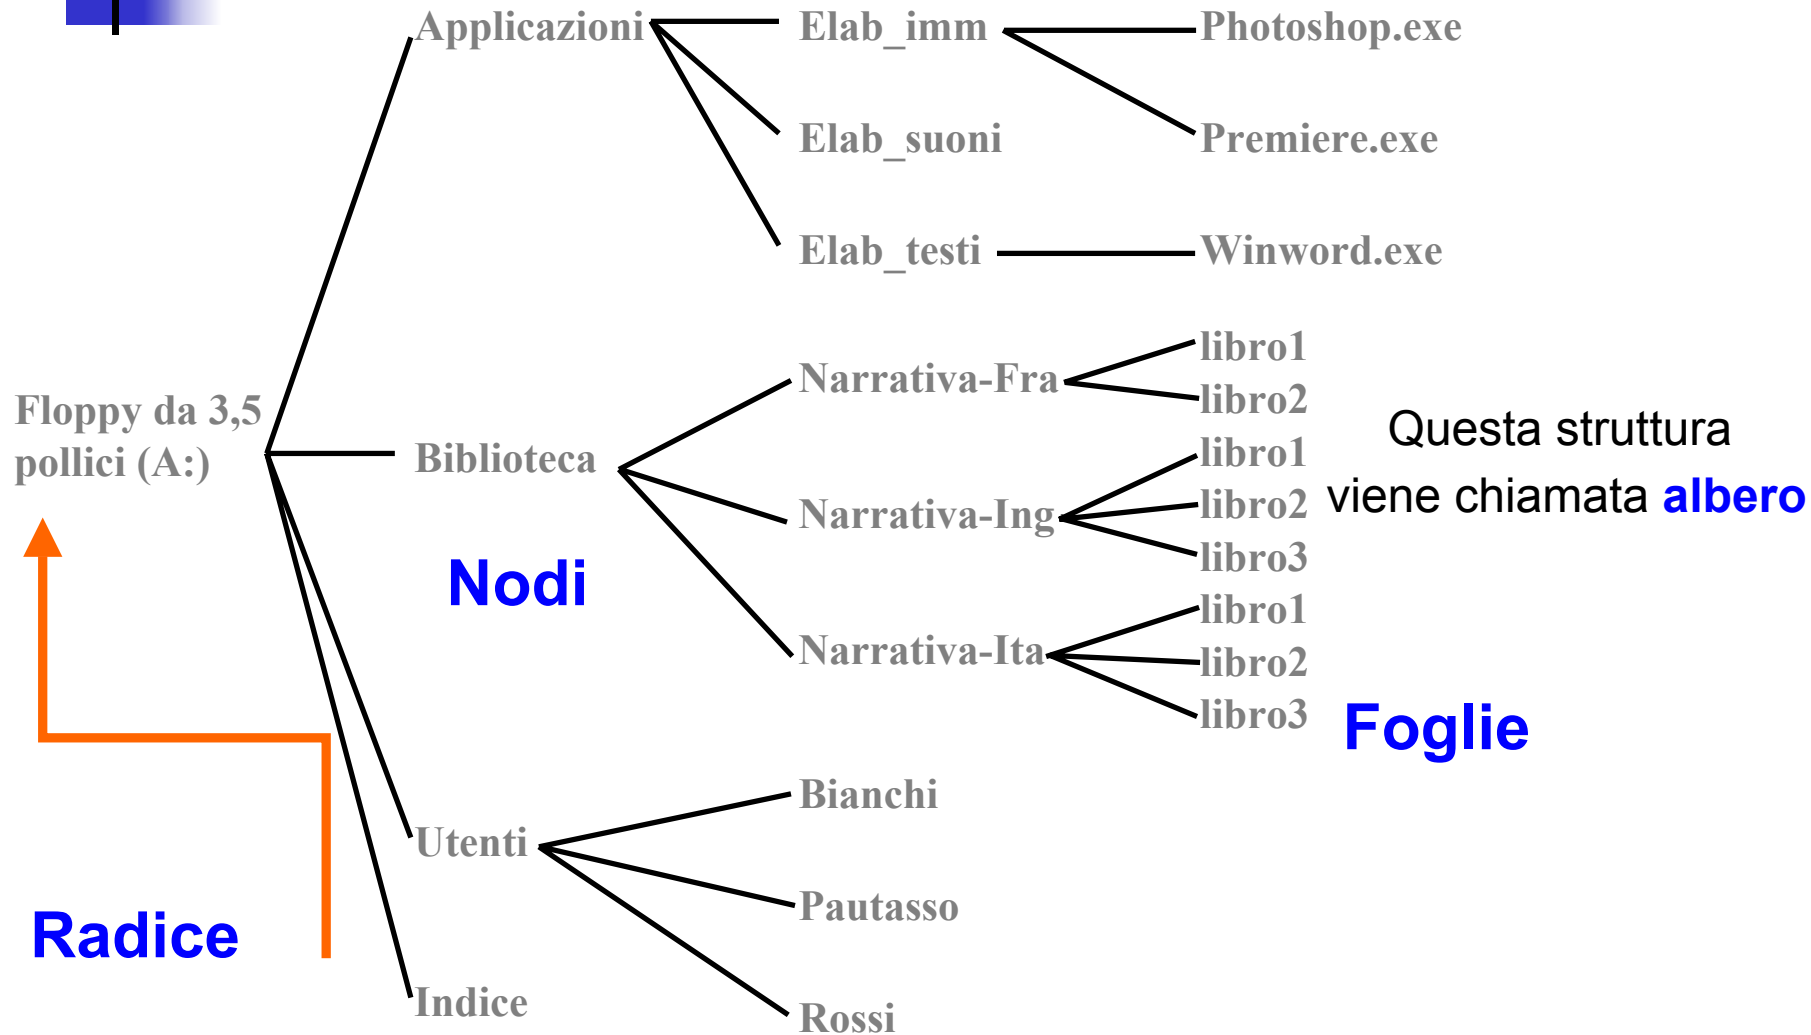 Applicazioni
Elab_imm
Photoshop.exe
Premiere.exe
Elab_suoni
Elab_testi
Winword.exe
Floppy da 3,5
pollici (A:)
Biblioteca
Narrativa-Fra
libro1
libro2
Narrativa-Ing
libro1
libro2
libro3
Narrativa-Ita
libro1
libro2
libro3
Questa struttura
viene chiamata albero
Nodi
Foglie
Utenti
Bianchi
Pautasso
Rossi
Radice
Indice